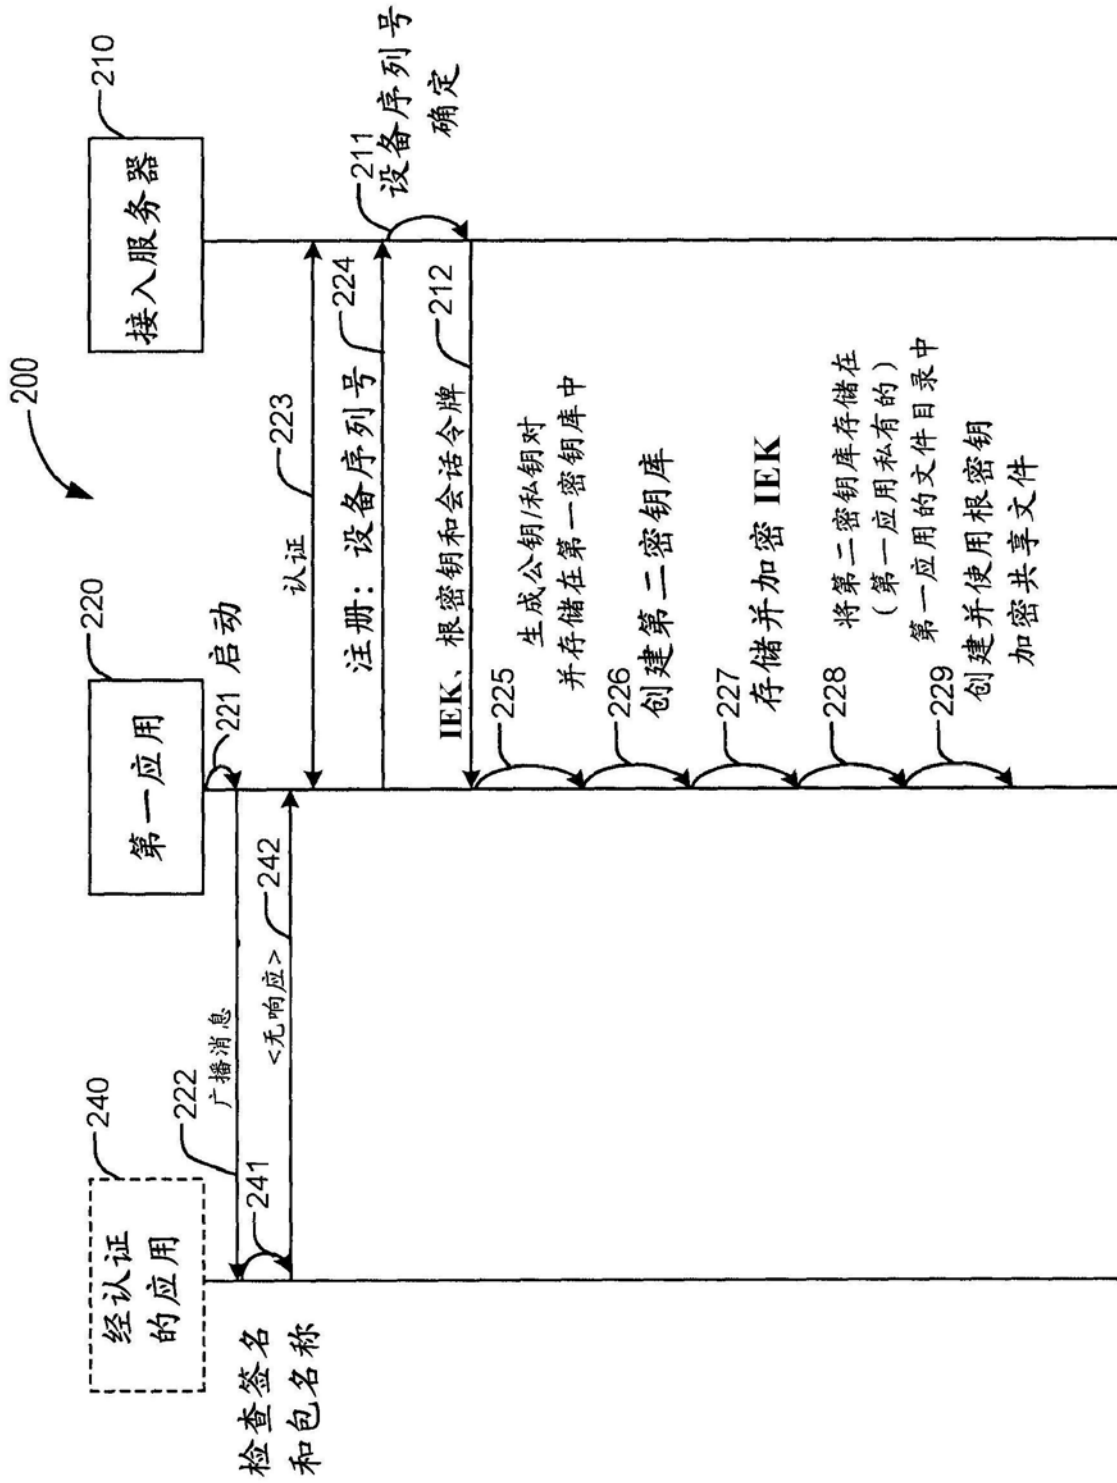 200
240
经认证
的应用
220
第一应用
210
接入服务器
221
启动
222
广播消息
检查签名
和包名称
241
<无响应>
242
认证
223
注册：设备序列号
224
211
设备序列号
确定
IEK、根密钥和会话令牌
212
225
生成公钥/私钥对
并存储在第一密钥库中
226
创建第二密钥库
227
存储并加密 IEK
228
将第二密钥库存储在
（第一应用私有的）
第一应用的文件目录中
229
创建并使用根密钥
加密共享文件